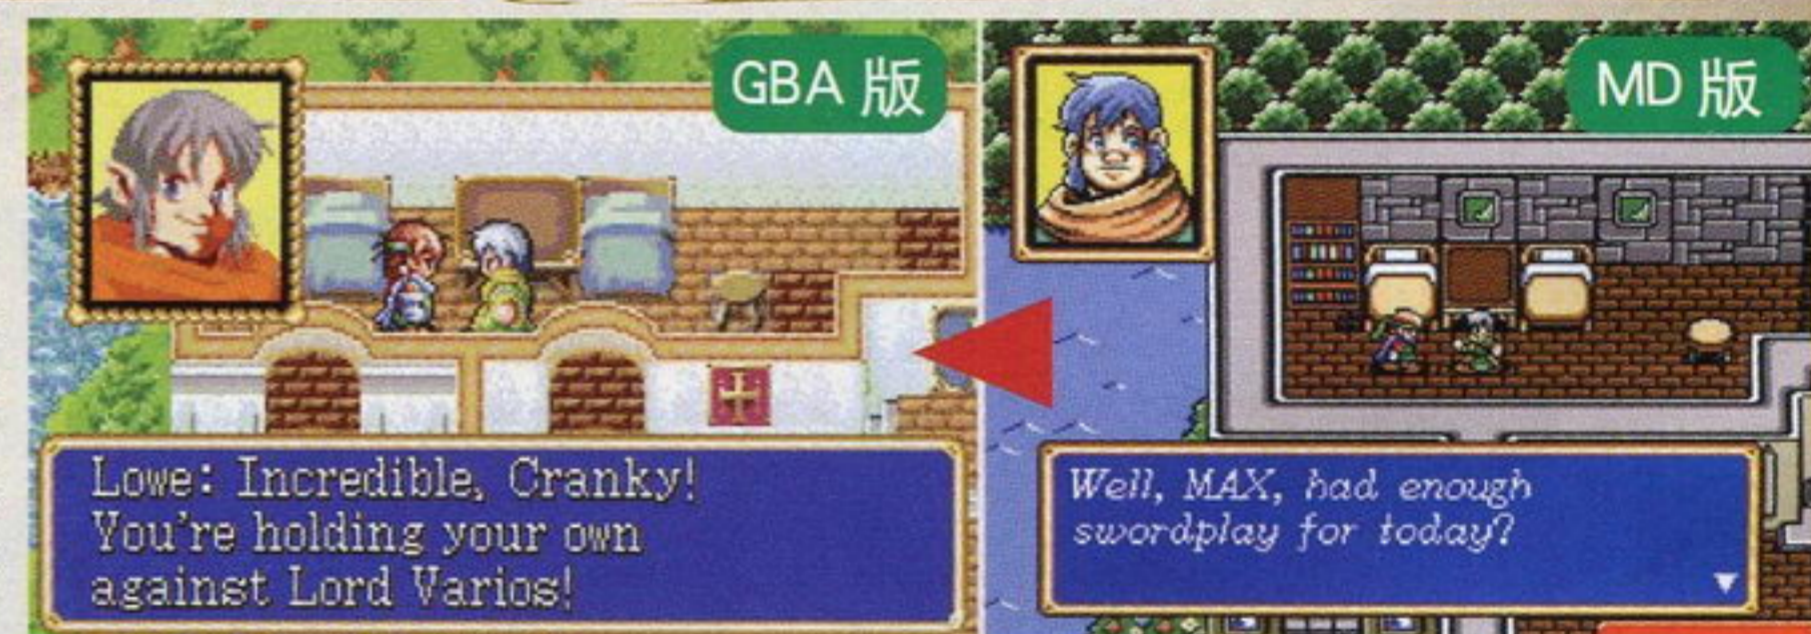 GBA 版
Lowe: Incredible, Cranky!
You're holding your own
against Lord Varios!
MD 版
Well, MAX, had enough
swordplay for today?